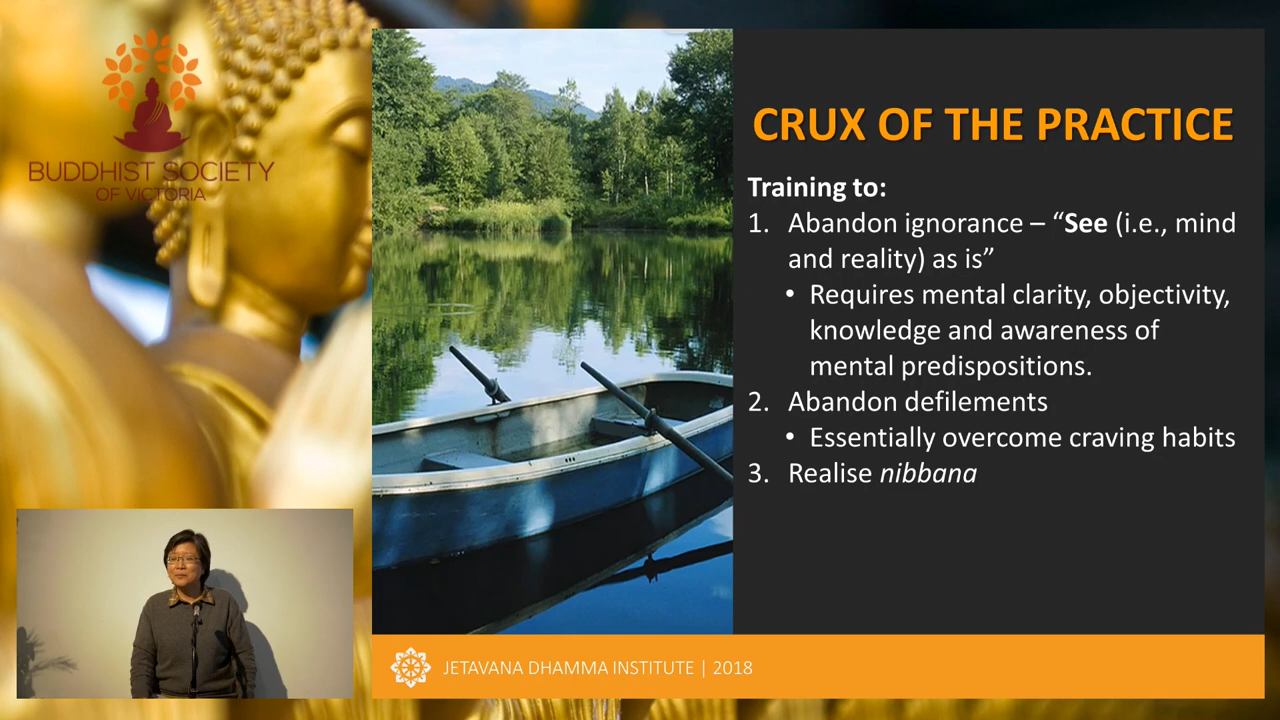 BUDDHIST SOCIETY
OF VICTORIA
CRUX OF THE PRACTICE
Training to:
1. Abandon ignorance – “See (i.e., mind
and reality) as is”
• Requires mental clarity, objectivity,
knowledge and awareness of
mental predispositions.
2. Abandon defilements
• Essentially overcome craving habits
3. Realise nibbana
JETAVANA DHAMMA INSTITUTE | 2018